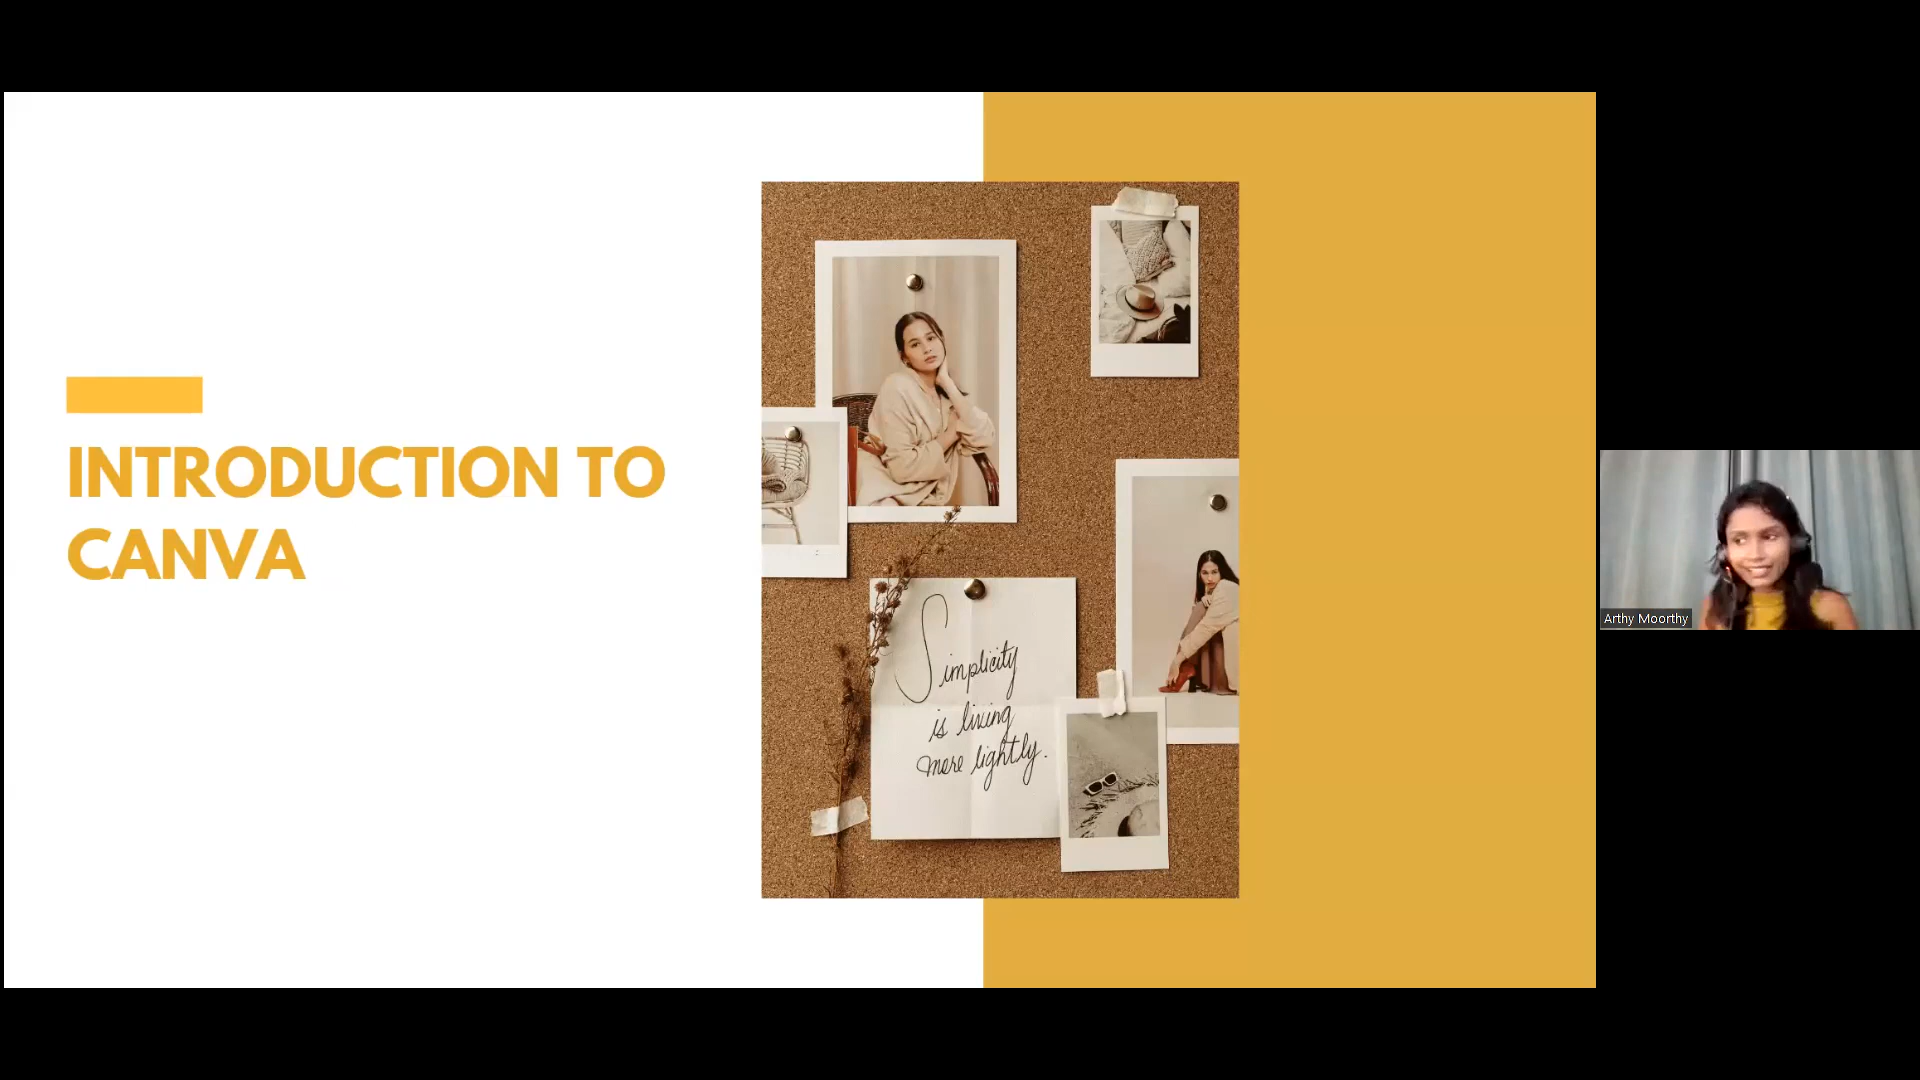 INTRODUCTION TO
CANVA
Simplicity
is living
more lightly.
Arthy Moorthy